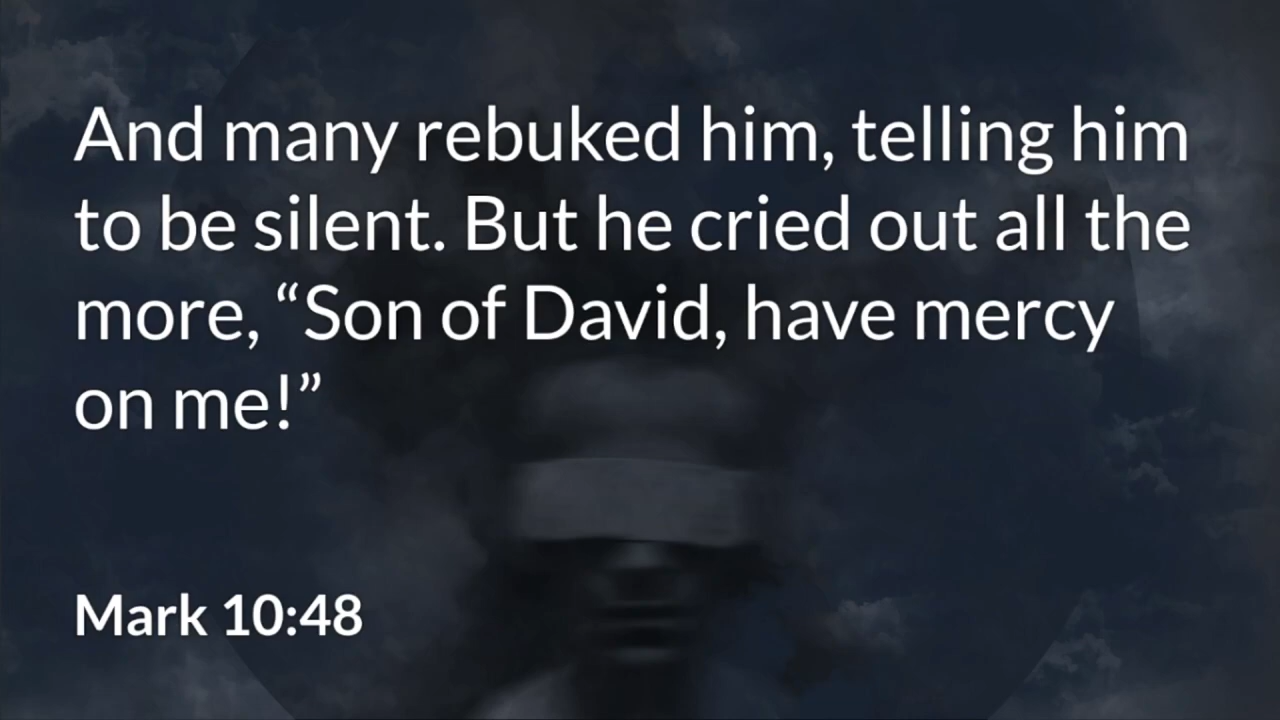 And many rebuked him, telling him
to be silent. But he cried out all the
more, “Son of David, have mercy
on me!”
Mark 10:48